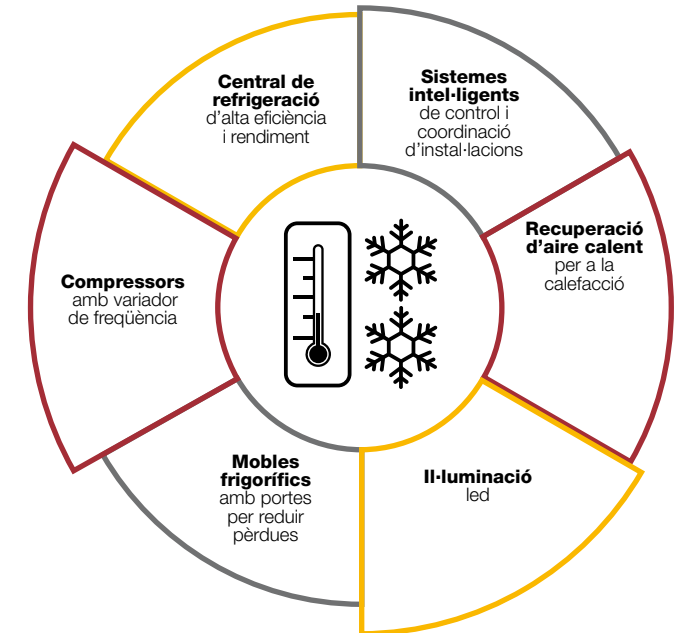 Central de
refrigeració
d'alta eficiència
i rendiment
Sistemes
intel·ligents
de control i
coordinació
d'instal·lacions
Recuperació
d'aire calent
per a la
calefacció
Il·luminació
led
Mobles
frigorífics
amb portes
per reduir
pèrdues
Compressors
amb variador
de freqüència